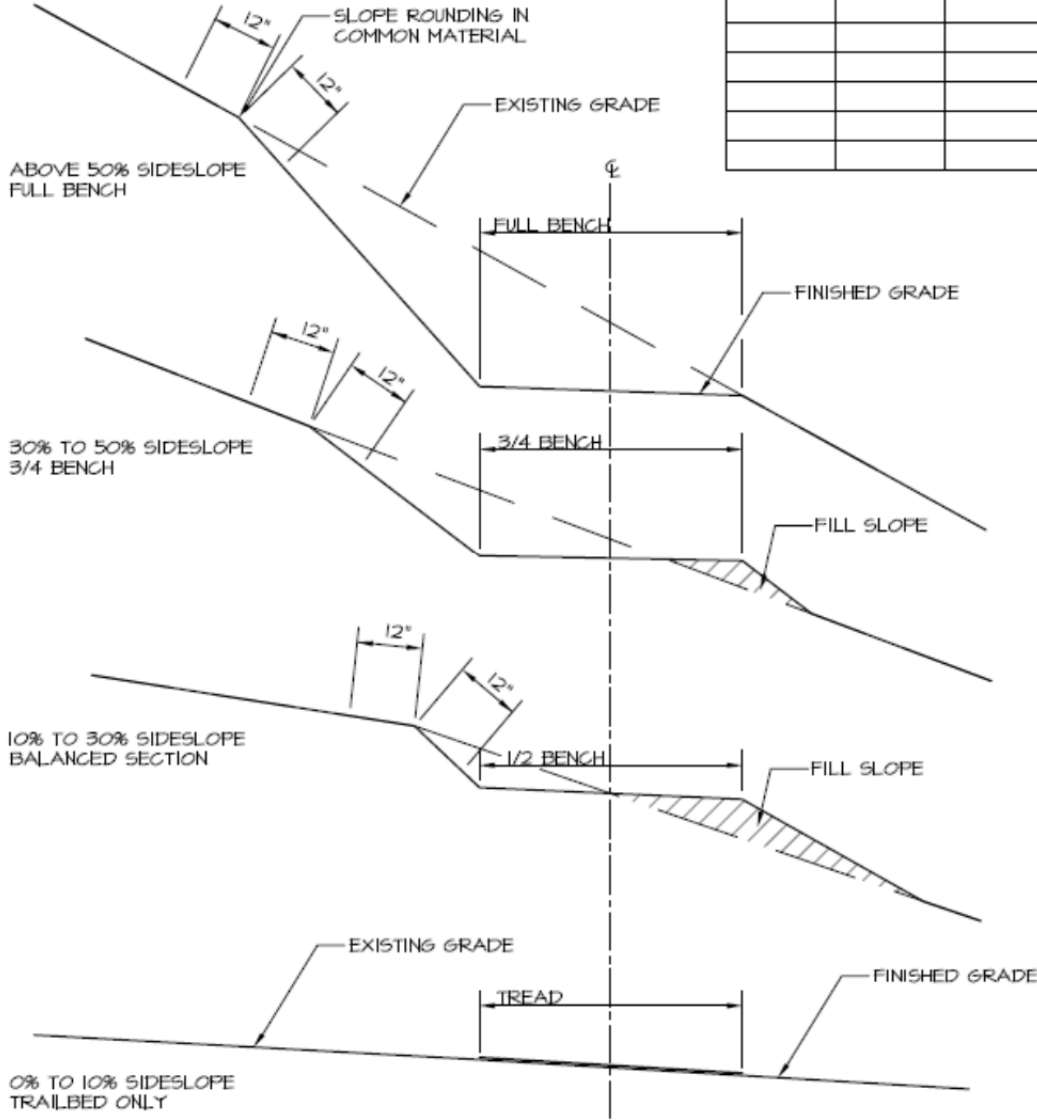 12"
SLOPE ROUNDING IN
COMMON MATERIAL
12"
EXISTING GRADE
ABOVE 50% SIDESLOPE
FULL BENCH
℄
FULL BENCH
FINISHED GRADE
12"
12"
30% TO 50% SIDESLOPE
3/4 BENCH
3/4 BENCH
FILL SLOPE
12"
12"
10% TO 30% SIDESLOPE
BALANCED SECTION
1/2 BENCH
FILL SLOPE
EXISTING GRADE
FINISHED GRADE
TREAD
0% TO 10% SIDESLOPE
TRAILBED ONLY